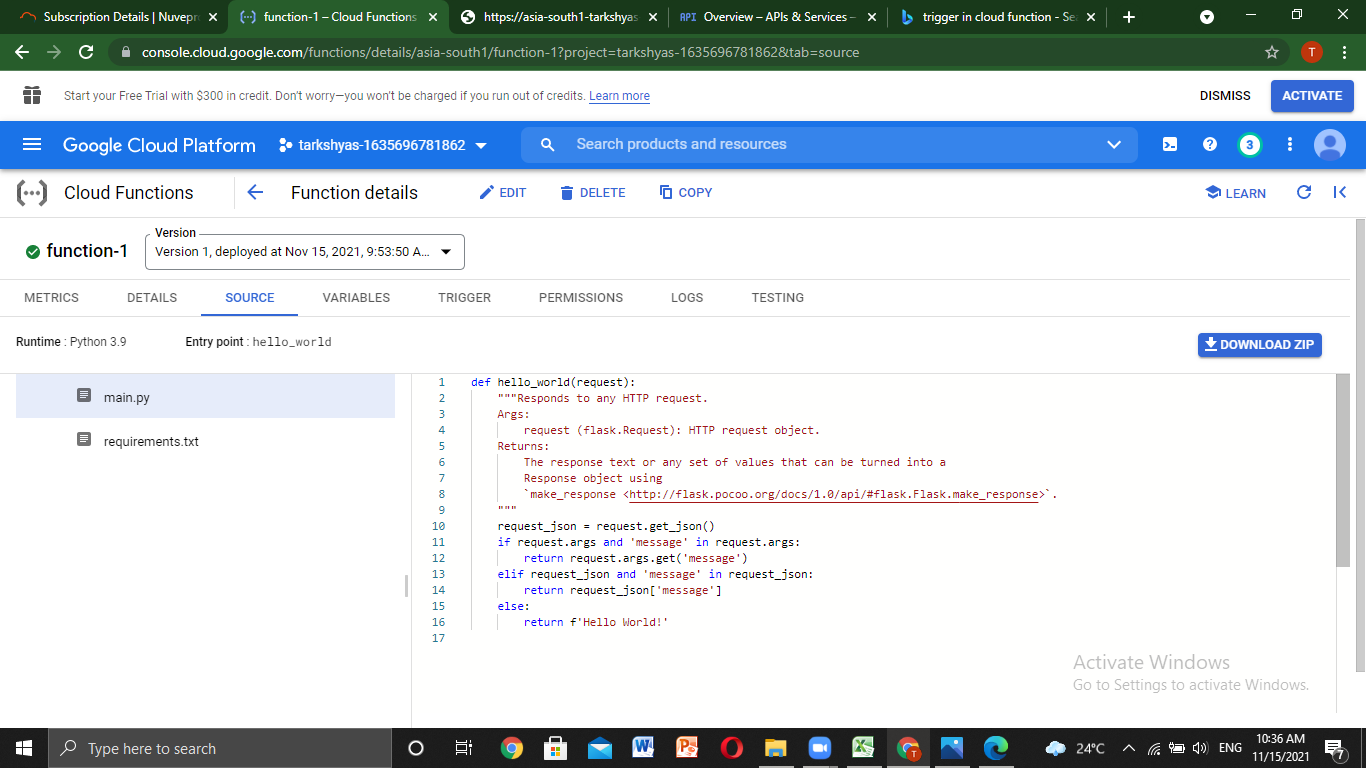 Subscription Details | Nuvepr
function-1 – Cloud Functions
https://asia-south1-tarkshyas
API Overview – APIs & Services –
trigger in cloud function - Se
console.cloud.google.com/functions/details/asia-south1/function-1?project=tarkshyas-1635696781862&tab=source
T
Start your Free Trial with $300 in credit. Don't worry—you won't be charged if you run out of credits. Learn more
DISMISS
ACTIVATE
Google Cloud Platform
tarkshyas-1635696781862
Search products and resources
3
Cloud Functions
Function details
EDIT
DELETE
COPY
LEARN
function-1
Version
Version 1, deployed at Nov 15, 2021, 9:53:50 A...
METRICS
DETAILS
SOURCE
VARIABLES
TRIGGER
PERMISSIONS
LOGS
TESTING
Runtime : Python 3.9
Entry point : hello_world
DOWNLOAD ZIP
main.py
requirements.txt
1 def hello_world(request):
2 """Responds to any HTTP request.
3 Args:
4 request (flask.Request): HTTP request object.
5 Returns:
6 The response text or any set of values that can be turned into a
7 Response object using
8 `make_response <http://flask.pocoo.org/docs/1.0/api/#flask.Flask.make_response>`.
9 """
10 request_json = request.get_json()
11 if request.args and 'message' in request.args:
12 return request.args.get('message')
13 elif request_json and 'message' in request_json:
14 return request_json['message']
15 else:
16 return f'Hello World!'
17
Activate Windows
Go to Settings to activate Windows.
Type here to search
24°C
ENG
10:36 AM
11/15/2021
7